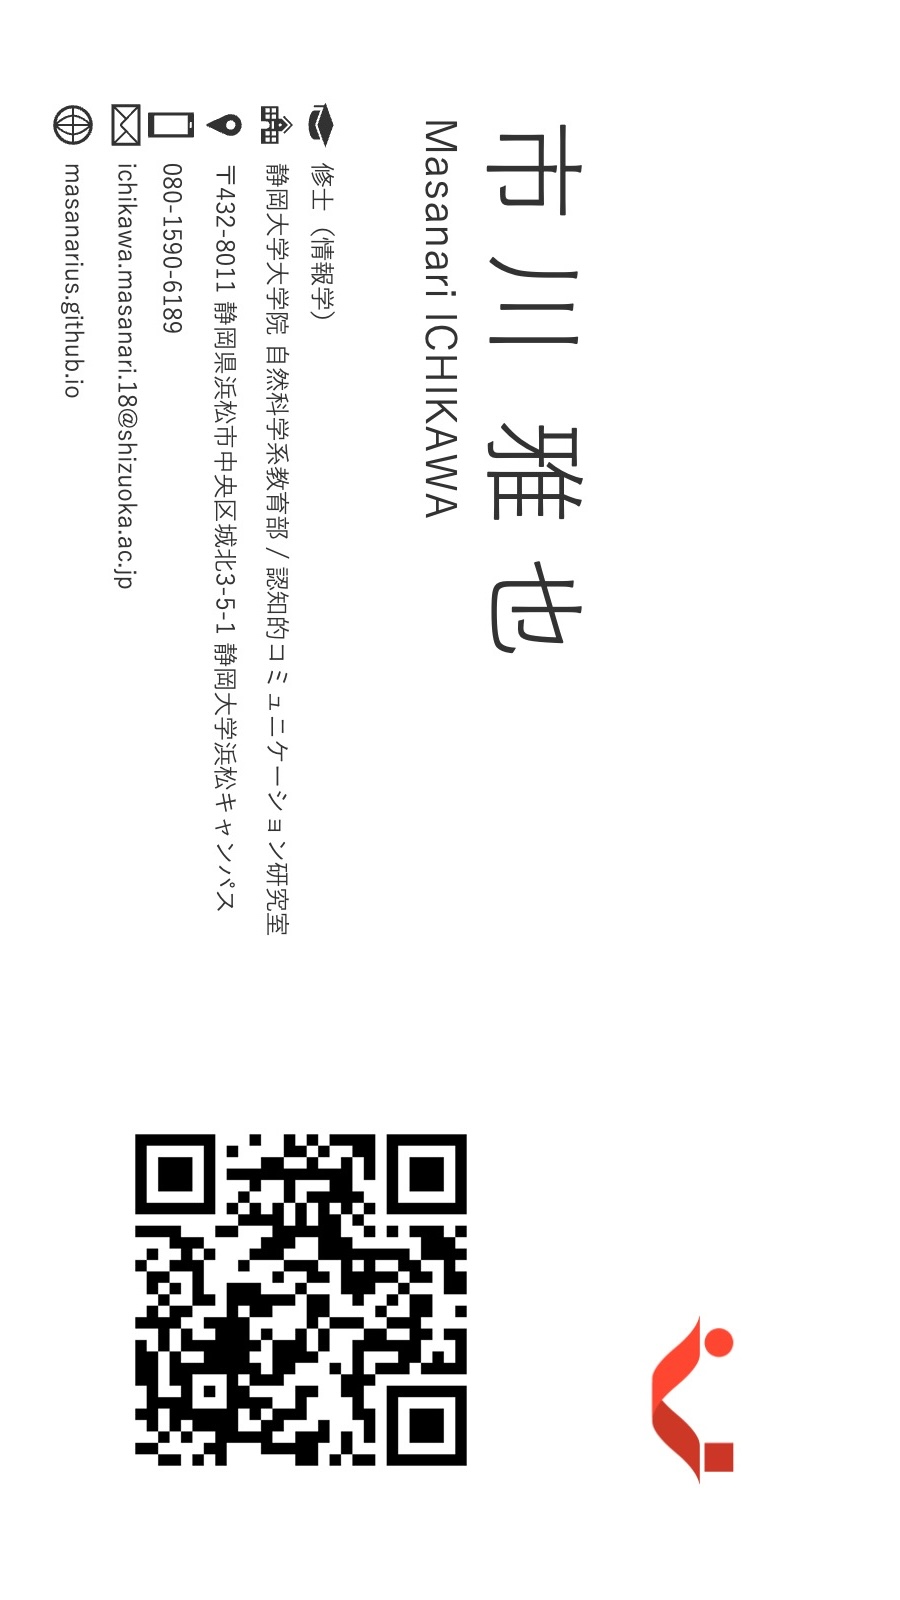 市川 雅也
Masanari ICHIKAWA
修士（情報学）
静岡大学大学院 自然科学系教育部 / 認知的コミュニケーション研究室
〒432-8011 静岡県浜松市中央区城北3-5-1 静岡大学浜松キャンパス
080-1590-6189
ichikawa.masanari.18@shizuoka.ac.jp
masanarius.github.io